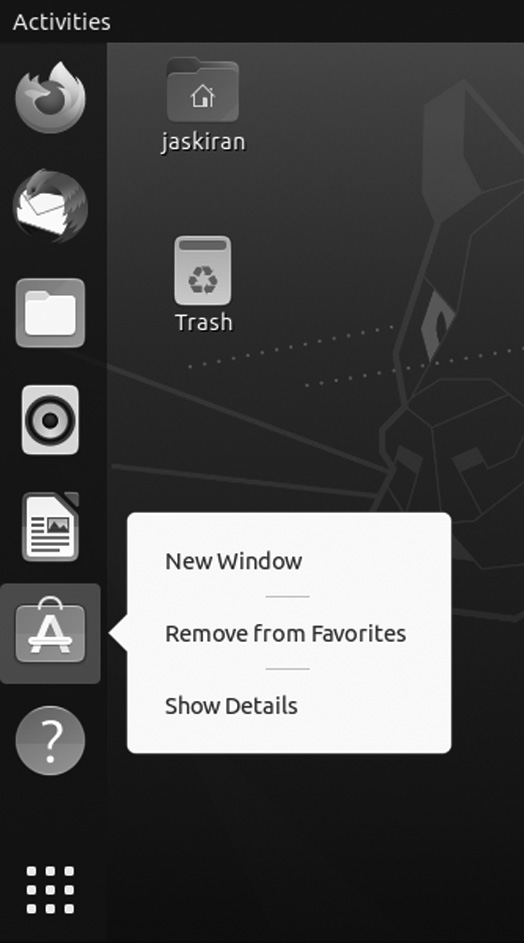 Activities
jaskiran
Trash
New Window
Remove from Favorites
Show Details